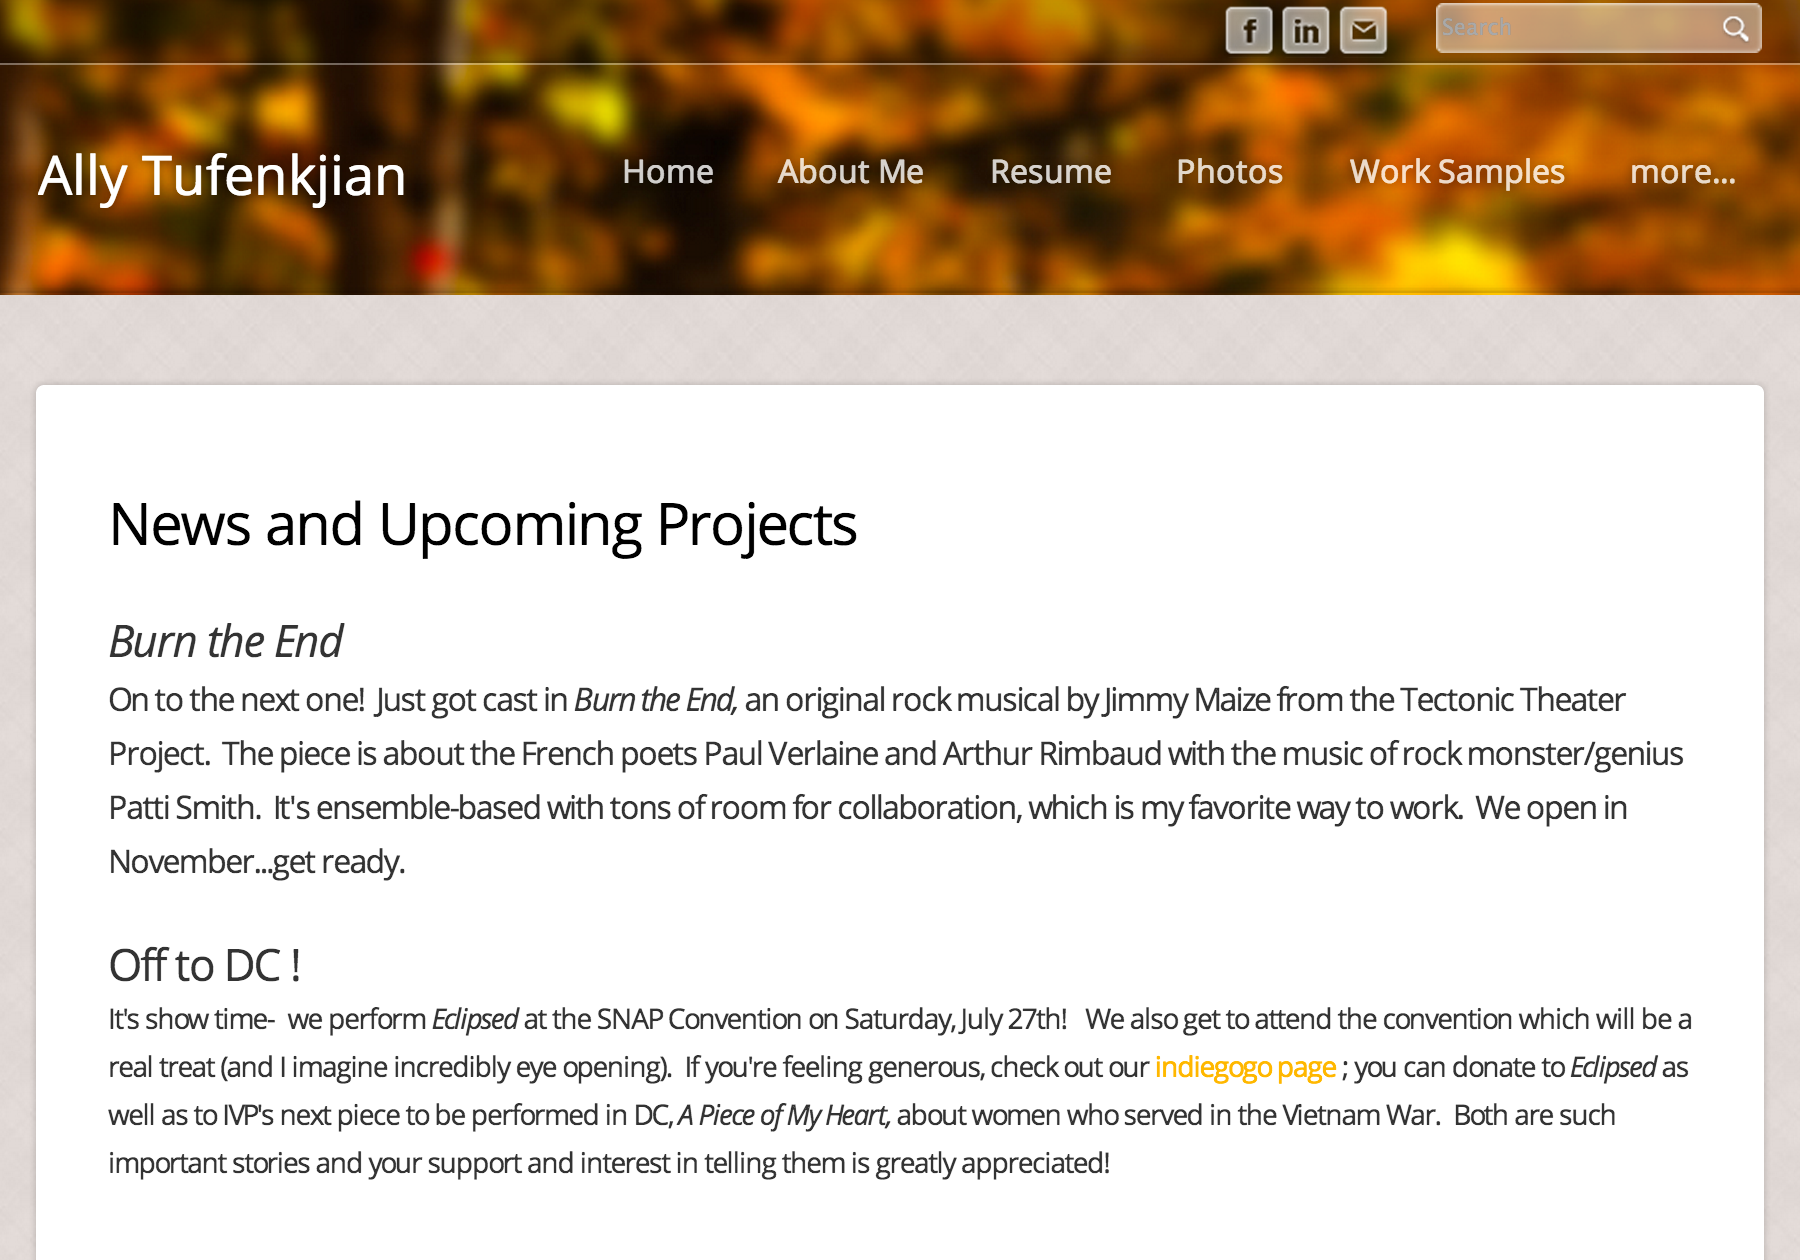 Search
Ally Tufenkjian
Home About Me Resume Photos Work Samples more...
News and Upcoming Projects
Burn the End
On to the next one!  Just got cast in Burn the End, an original rock musical by Jimmy Maize from the Tectonic Theater
Project.  The piece is about the French poets Paul Verlaine and Arthur Rimbaud with the music of rock monster/genius
Patti Smith.  It's ensemble-based with tons of room for collaboration, which is my favorite way to work.  We open in
November...get ready.
Off to DC !
It's show time-  we perform Eclipsed at the SNAP Convention on Saturday, July 27th!   We also get to attend the convention which will be a
real treat (and I imagine incredibly eye opening).  If you're feeling generous, check out our indiegogo page ; you can donate to Eclipsed as
well as to IVP's next piece to be performed in DC, A Piece of My Heart, about women who served in the Vietnam War.  Both are such
important stories and your support and interest in telling them is greatly appreciated!